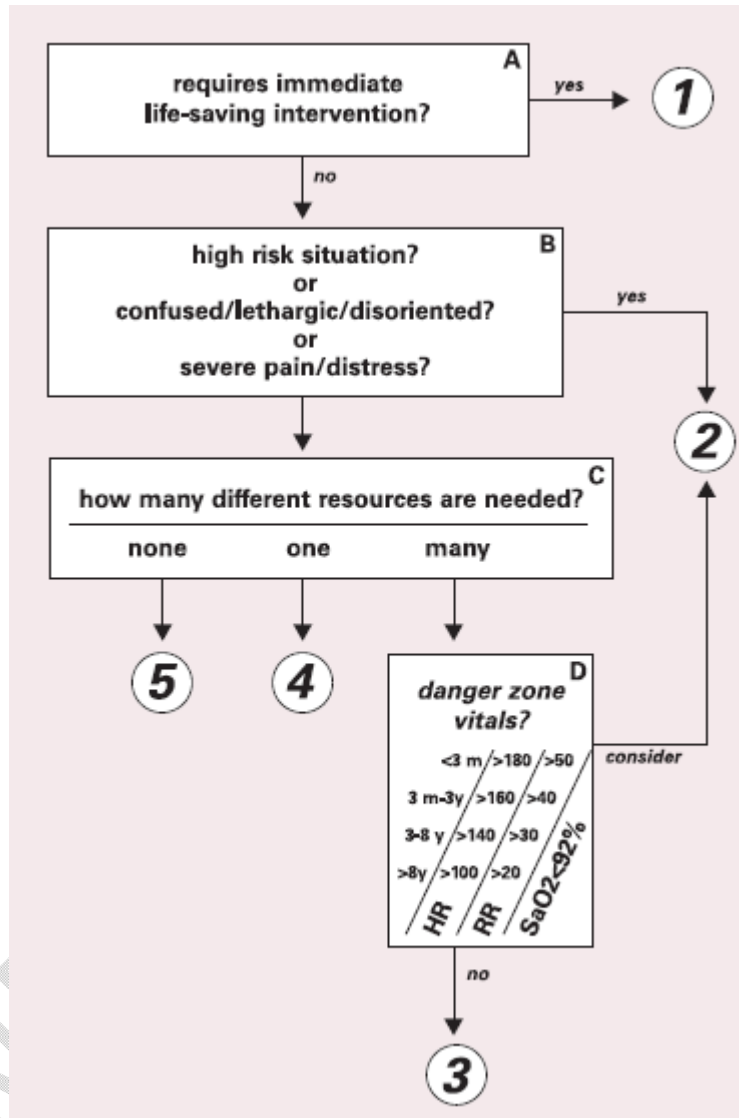 A
requires immediate
life-saving intervention?
yes
1
no
B
high risk situation?
or
confused/lethargic/disoriented?
or
severe pain/distress?
yes
2
C
how many different resources are needed?
none one many
5 4
D
danger zone
vitals?
<3 m >180 >50
3 m-3y >160 >40
3-8 y >140 >30
>8y >100 >20
HR RR SaO2<92%
consider
no
3